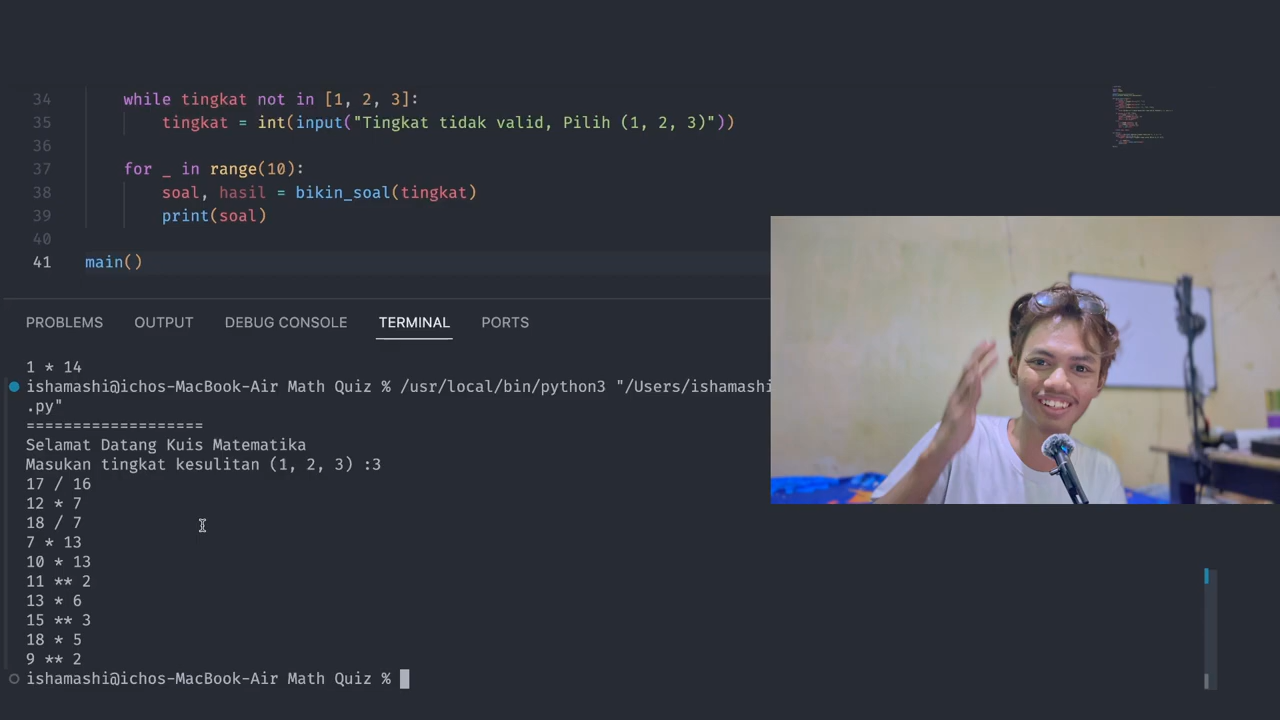 34 while tingkat not in [1, 2, 3]:
35 tingkat = int(input("Tingkat tidak valid, Pilih (1, 2, 3)"))
36
37 for _ in range(10):
38 soal, hasil = bikin_soal(tingkat)
39 print(soal)
40
41 main()
PROBLEMS OUTPUT DEBUG CONSOLE TERMINAL PORTS
1 * 14
ishamashi@ichos-MacBook-Air Math Quiz % /usr/local/bin/python3 "/Users/ishamashi
.py"
===================
Selamat Datang Kuis Matematika
Masukan tingkat kesulitan (1, 2, 3) :3
17 / 16
12 * 7
18 / 7
7 * 13
10 * 13
11 ** 2
13 * 6
15 ** 3
18 * 5
9 ** 2
ishamashi@ichos-MacBook-Air Math Quiz %